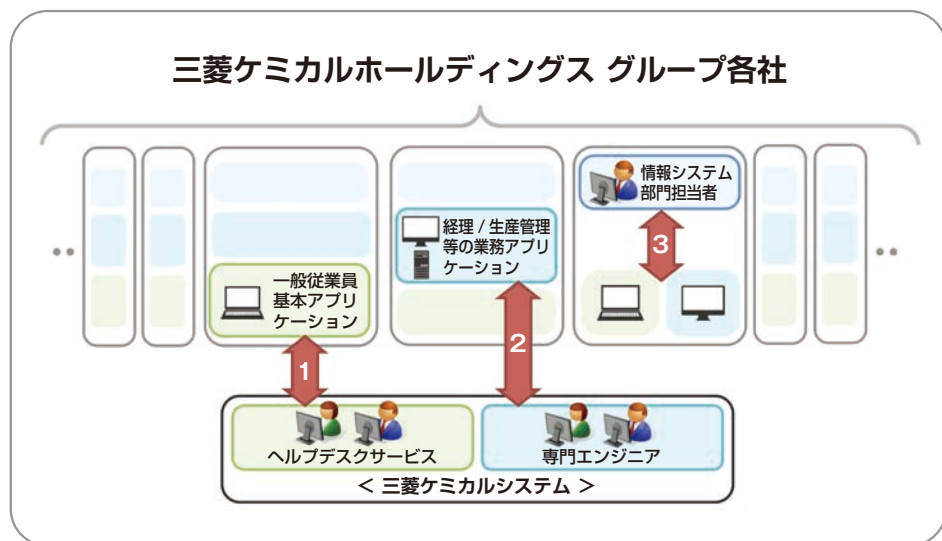 三菱ケミカルホールディングス グループ各社
情報システム
部門担当者
経理 / 生産管理
等の業務アプリ
ケーション
一般従業員
基本アプリ
ケーション
3
2
1
ヘルプデスクサービス
専門エンジニア
< 三菱ケミカルシステム >